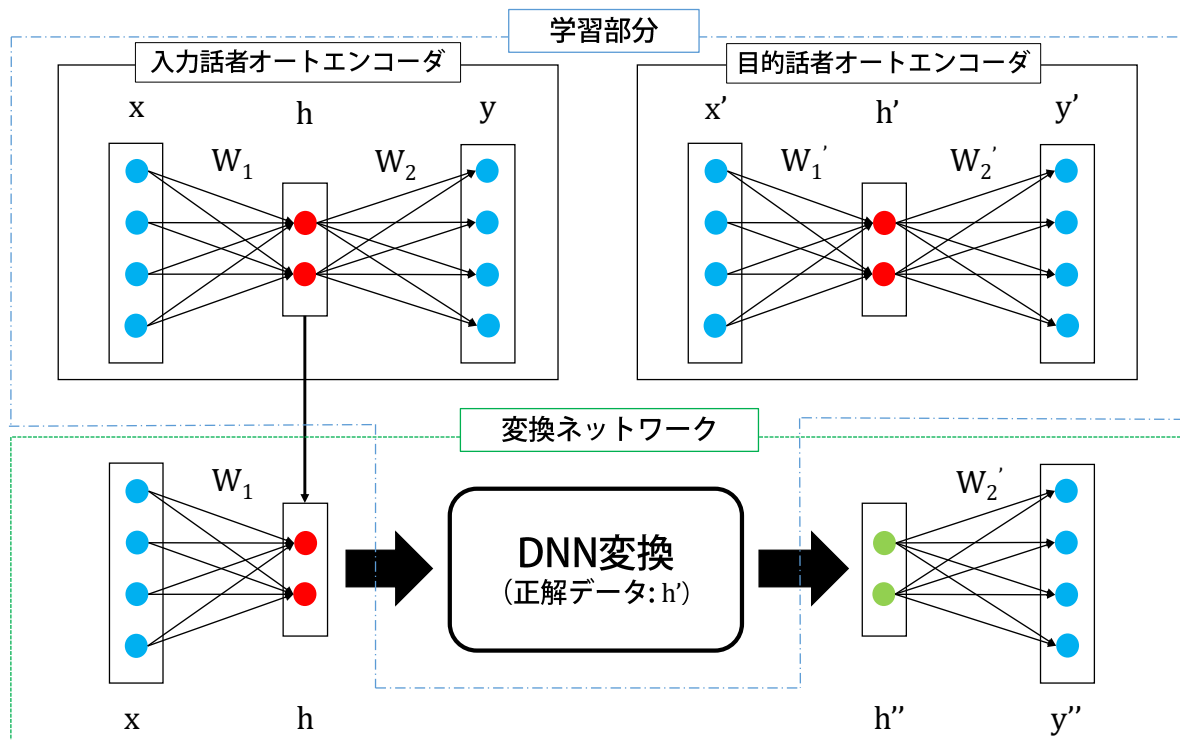 学習部分
入力話者オートエンコーダ
目的話者オートエンコーダ
x
h
y
x’
h’
y’
W₁
W₂
W₁’
W₂’
変換ネットワーク
W₁
W₂’
DNN変換
（正解データ: h’）
x
h
h’’
y’’